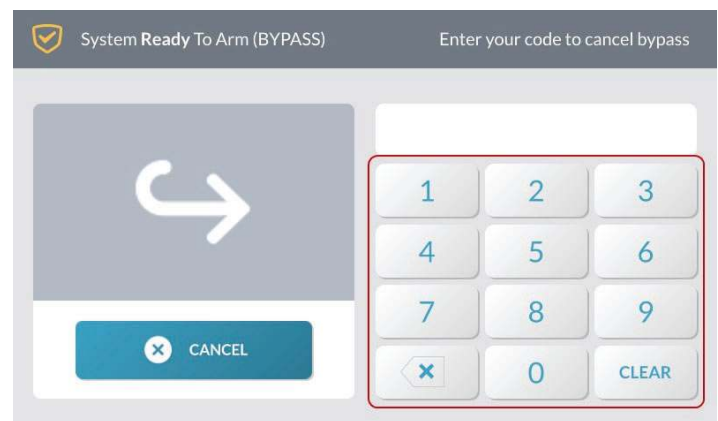 System Ready To Arm (BYPASS)
Enter your code to cancel bypass
1 2 3
4 5 6
7 8 9
0 CLEAR
CANCEL